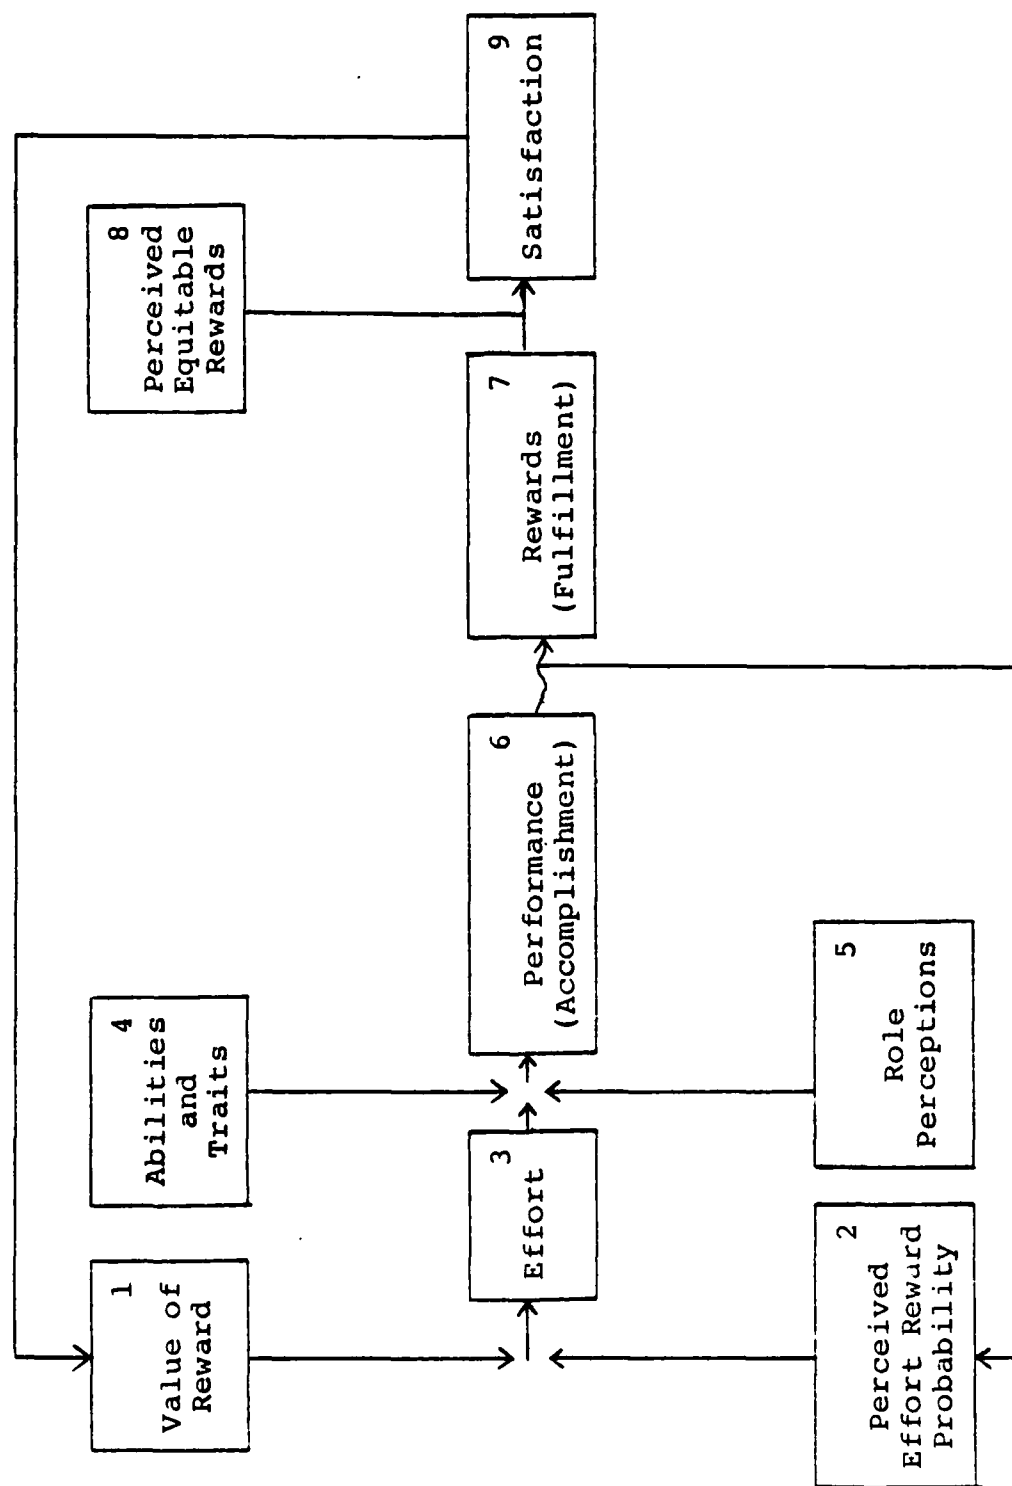 1
Value of
Reward
4
Abilities
and
Traits
8
Perceived
Equitable
Rewards
3
Effort
6
Performance
(Accomplishment)
7
Rewards
(Fulfillment)
9
Satisfaction
2
Perceived
Effort Reward
Probability
5
Role
Perceptions